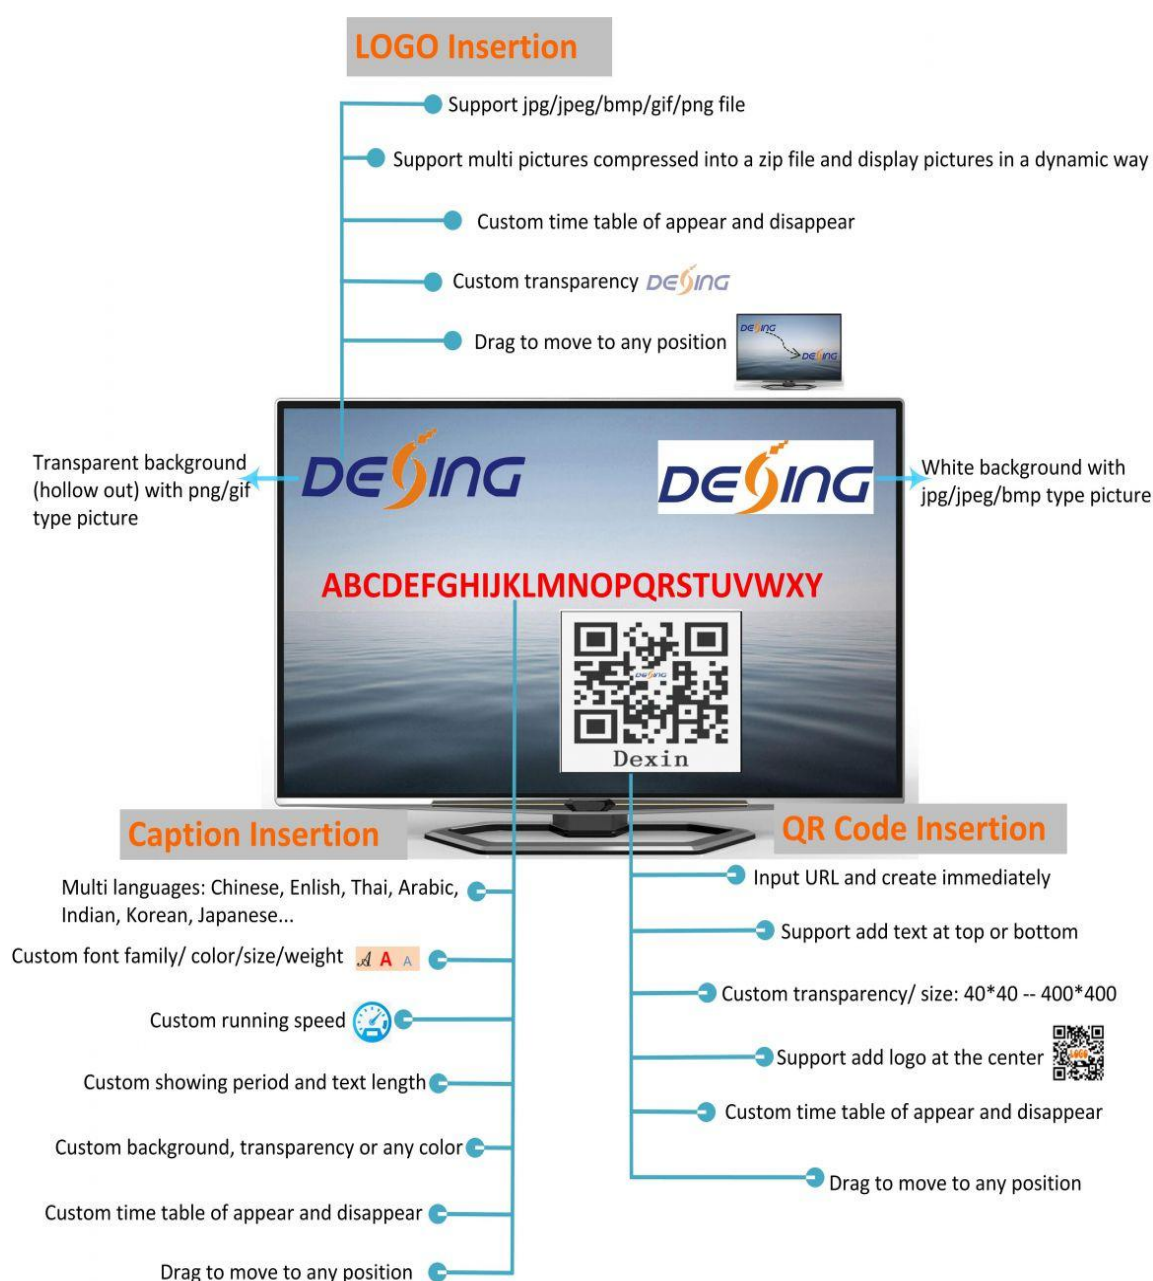 LOGO Insertion
Support jpg/jpeg/bmp/gif/png file
Support multi pictures compressed into a zip file and display pictures in a dynamic way
Custom time table of appear and disappear
Custom transparency DESING
Drag to move to any position
DESING
DESING
Transparent background
(hollow out) with png/gif
type picture
DESING
DESING
White background with
jpg/jpeg/bmp type picture
ABCDEFGHIJKLMNOPQRSTUVWXY
DESING
Dexin
Caption Insertion
Multi languages: Chinese, Enlish, Thai, Arabic,
Indian, Korean, Japanese...
Custom font family/ color/size/weight A A A
Custom running speed
Custom showing period and text length
Custom background, transparency or any color
Custom time table of appear and disappear
Drag to move to any position
QR Code Insertion
Input URL and create immediately
Support add text at top or bottom
Custom transparency/ size: 40*40 -- 400*400
Support add logo at the center LOGO
Custom time table of appear and disappear
Drag to move to any position